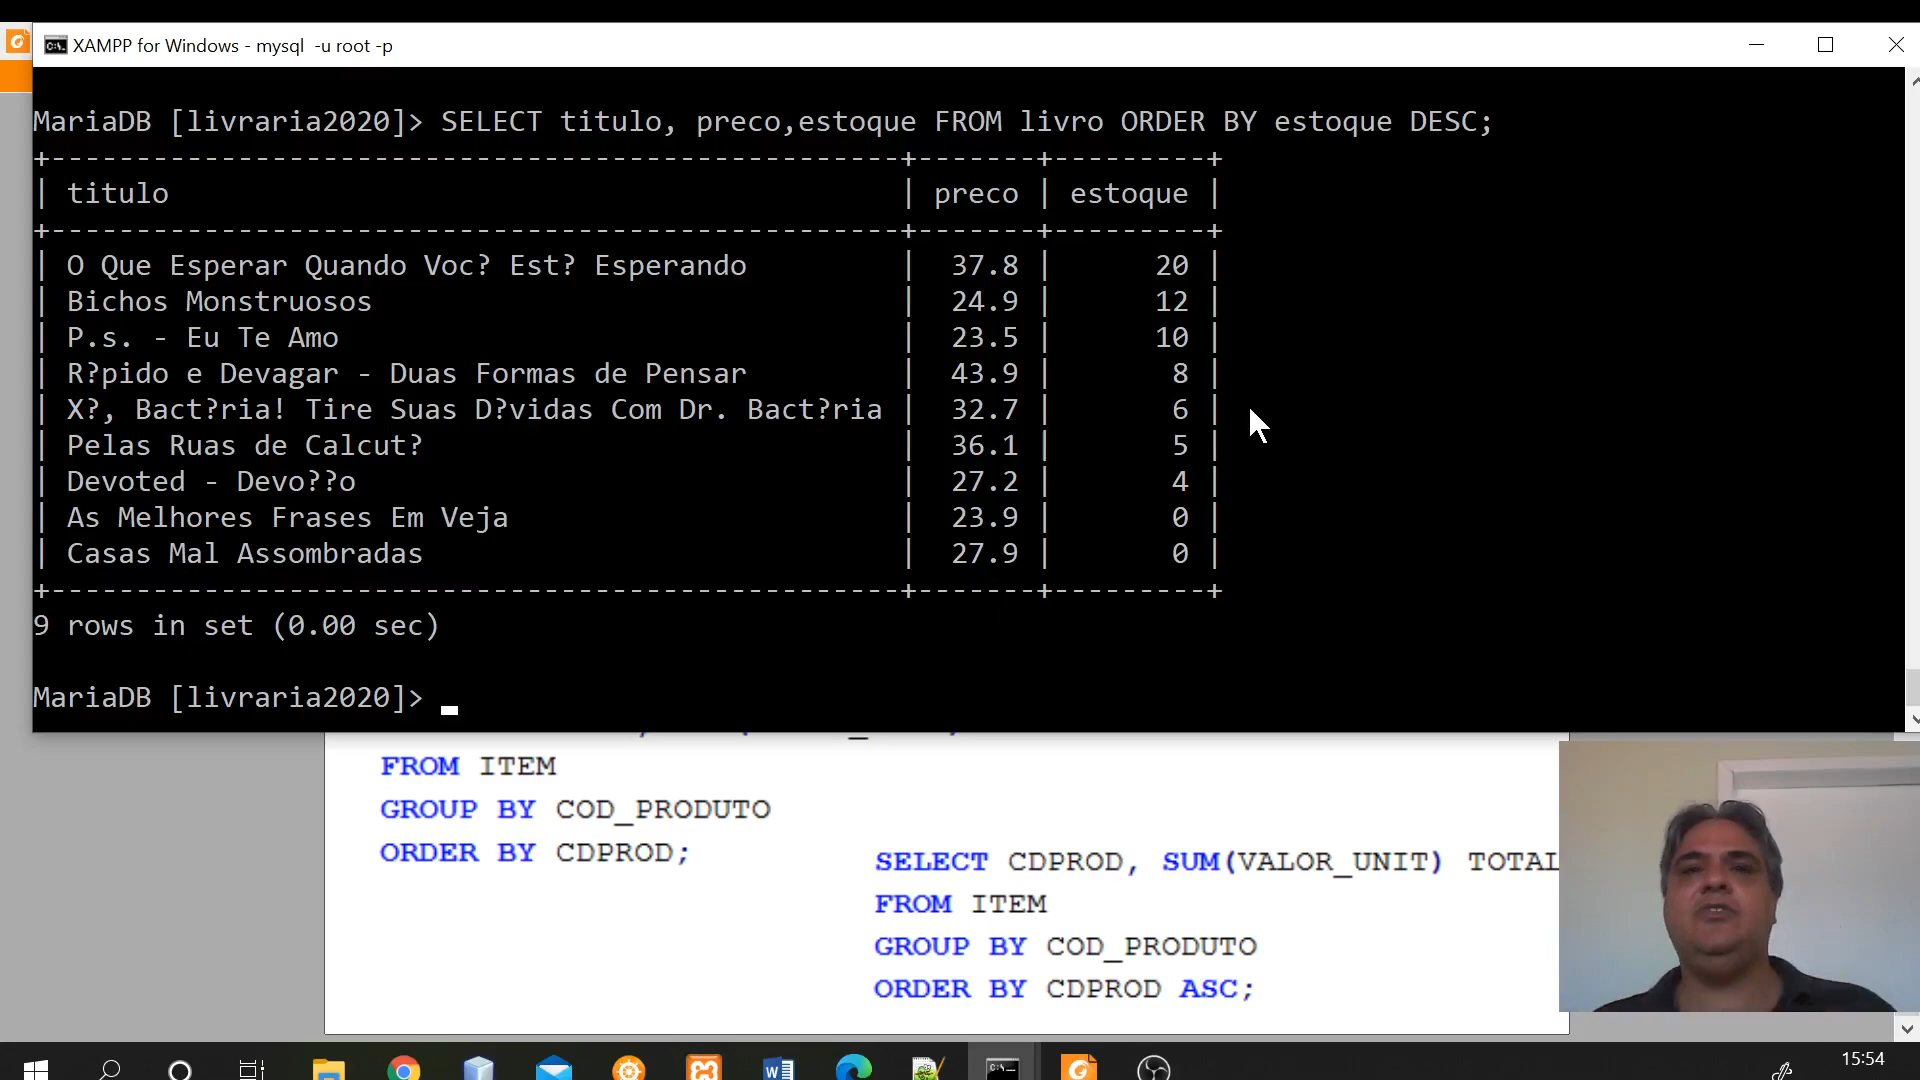 XAMPP for Windows - mysql -u root -p
MariaDB [livraria2020]> SELECT titulo, preco,estoque FROM livro ORDER BY estoque DESC;
+--------------------------------------------------+-------+---------+
| titulo | preco | estoque |
+--------------------------------------------------+-------+---------+
| O Que Esperar Quando Voc? Est? Esperando | 37.8 | 20 |
| Bichos Monstruosos | 24.9 | 12 |
| P.s. - Eu Te Amo | 23.5 | 10 |
| R?pido e Devagar - Duas Formas de Pensar | 43.9 | 8 |
| X?, Bact?ria! Tire Suas D?vidas Com Dr. Bact?ria | 32.7 | 6 |
| Pelas Ruas de Calcut? | 36.1 | 5 |
| Devoted - Devo??o | 27.2 | 4 |
| As Melhores Frases Em Veja | 23.9 | 0 |
| Casas Mal Assombradas | 27.9 | 0 |
+--------------------------------------------------+-------+---------+
9 rows in set (0.00 sec)
MariaDB [livraria2020]>
FROM ITEM
GROUP BY COD_PRODUTO
ORDER BY CDPROD;
SELECT CDPROD, SUM(VALOR_UNIT) TOTAL
FROM ITEM
GROUP BY COD_PRODUTO
ORDER BY CDPROD ASC;
15:54